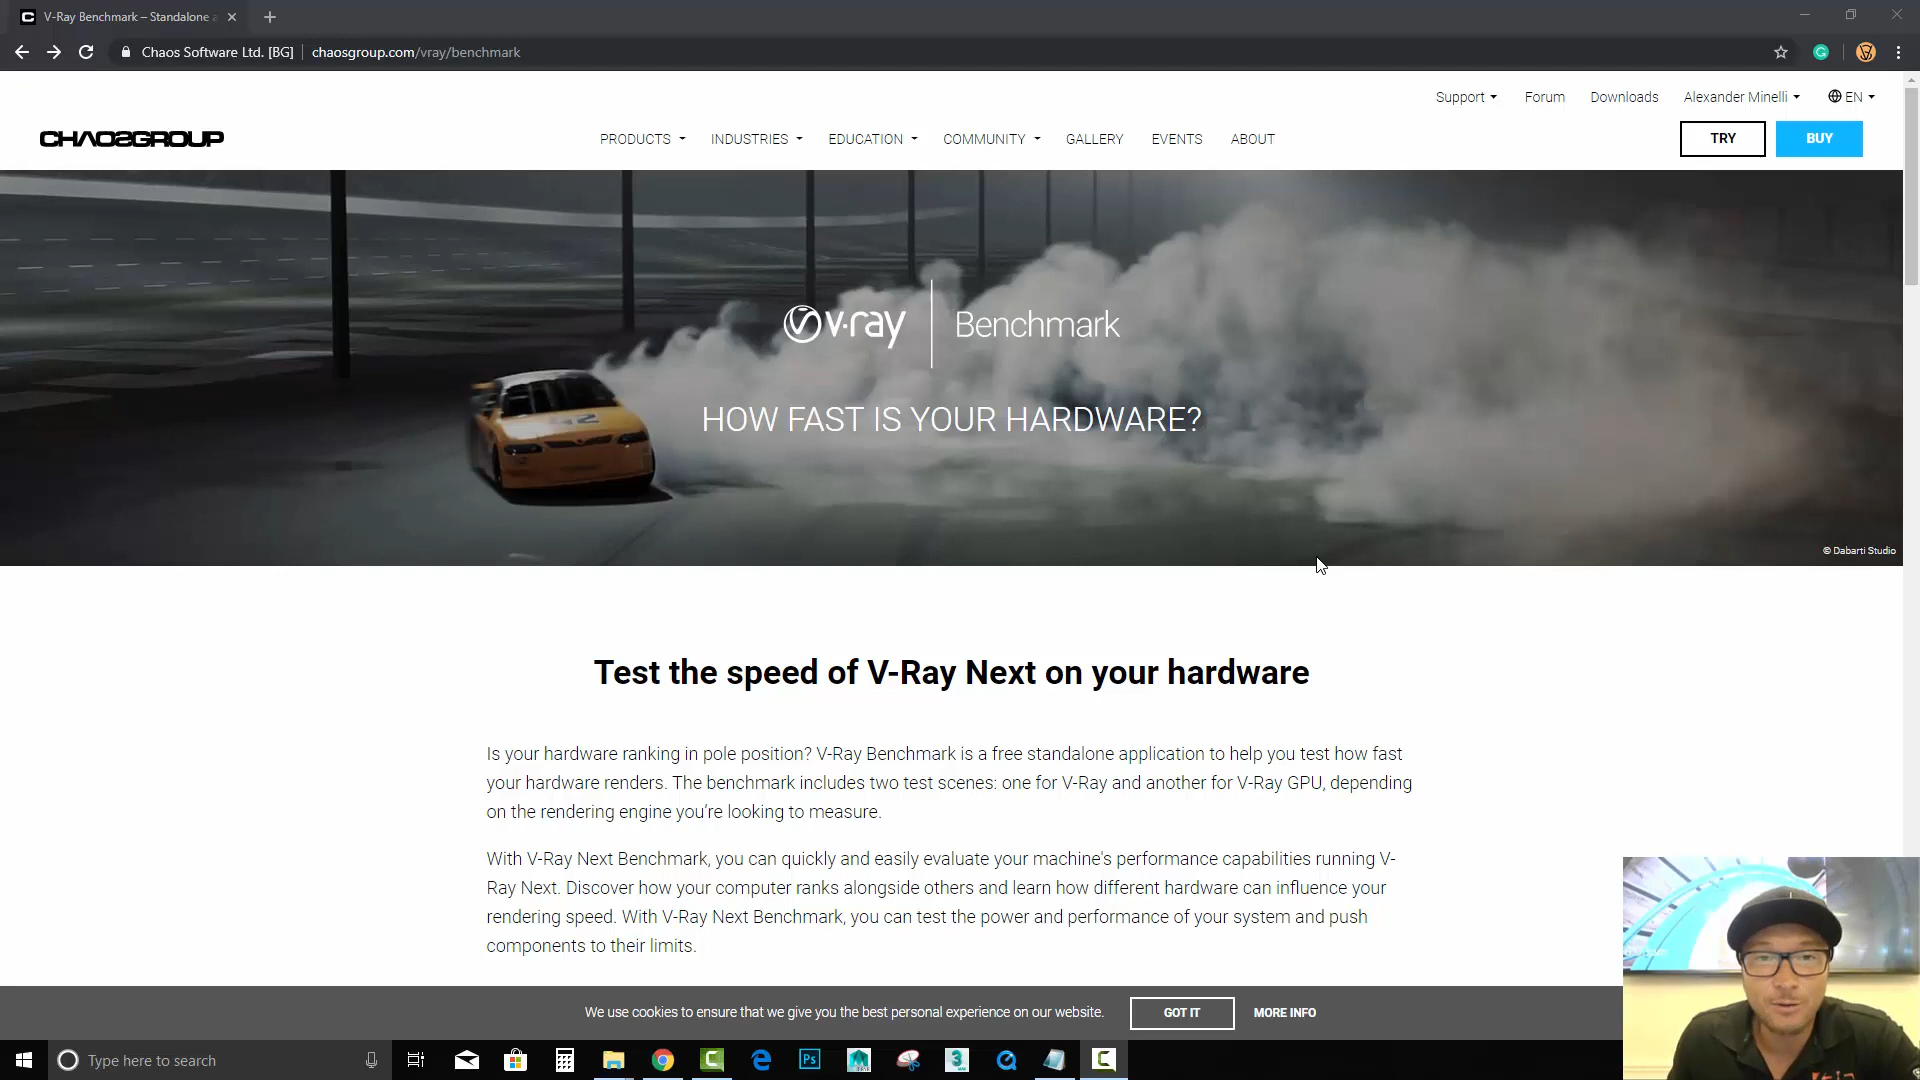 V-Ray Benchmark – Standalone a
Chaos Software Ltd. [BG] chaosgroup.com/vray/benchmark
Support Forum Downloads Alexander Minelli EN
CHAOSGROUP PRODUCTS INDUSTRIES EDUCATION COMMUNITY GALLERY EVENTS ABOUT TRY BUY
v·ray Benchmark
HOW FAST IS YOUR HARDWARE?
© Dabarti Studio
Test the speed of V-Ray Next on your hardware
Is your hardware ranking in pole position? V-Ray Benchmark is a free standalone application to help you test how fast
your hardware renders. The benchmark includes two test scenes: one for V-Ray and another for V-Ray GPU, depending
on the rendering engine you’re looking to measure.
With V-Ray Next Benchmark, you can quickly and easily evaluate your machine's performance capabilities running V-
Ray Next. Discover how your computer ranks alongside others and learn how different hardware can influence your
rendering speed. With V-Ray Next Benchmark, you can test the power and performance of your system and push
components to their limits.
We use cookies to ensure that we give you the best personal experience on our website. GOT IT MORE INFO
Type here to search